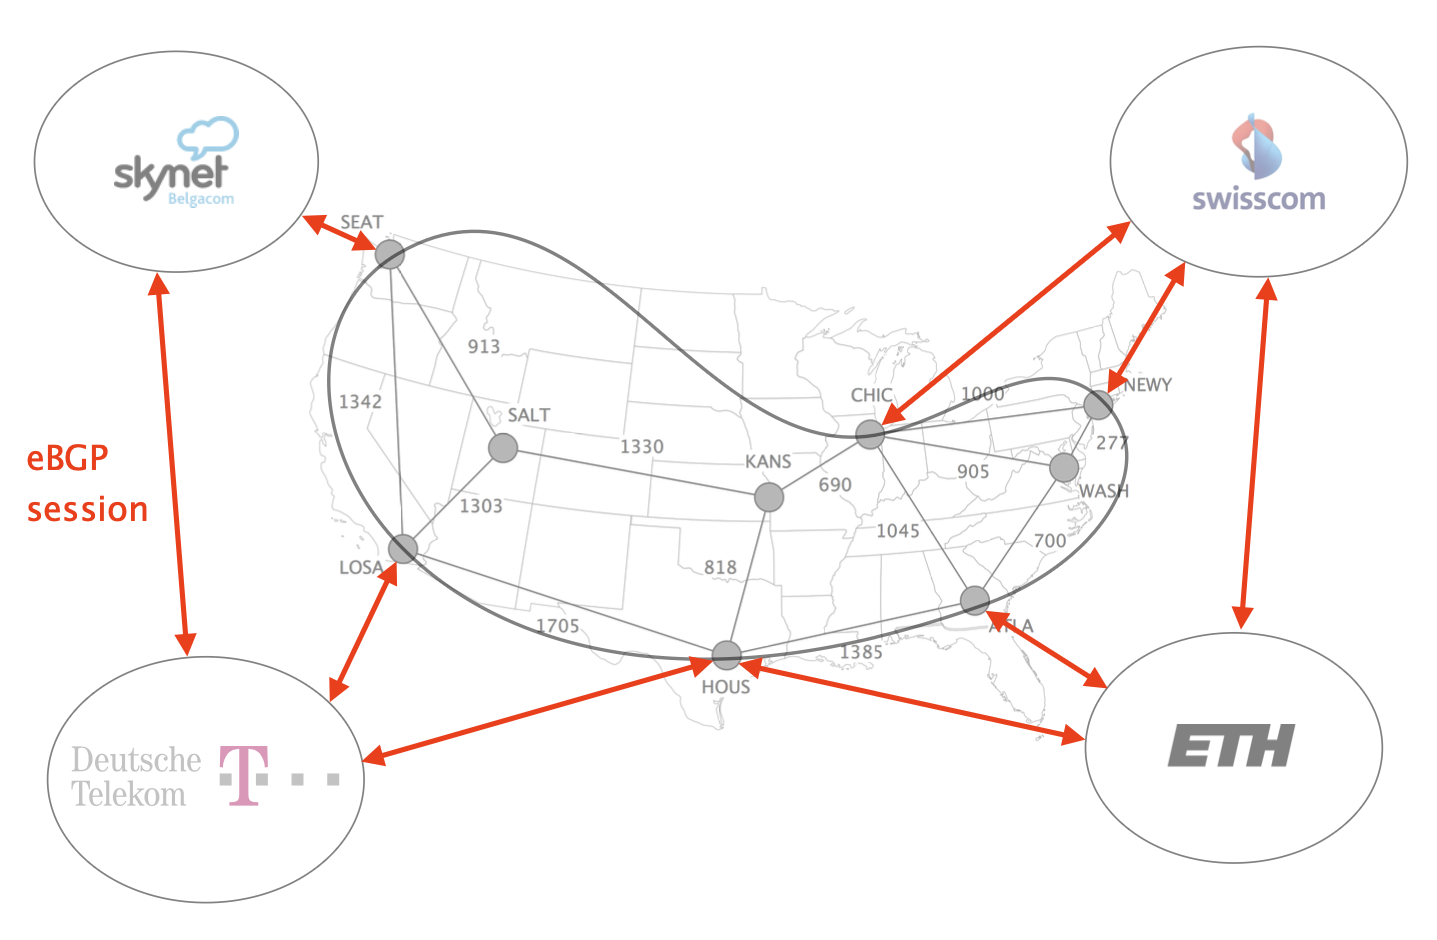 skynet
Belgacom
swisscom
SEAT
913
1342
SALT
CHIC
1000
NEWY
277
1330
KANS
690
905
WASH
eBGP
session
1303
1045
700
LOSA
818
1705
ATLA
1385
HOUS
Deutsche
Telekom
T
ETH